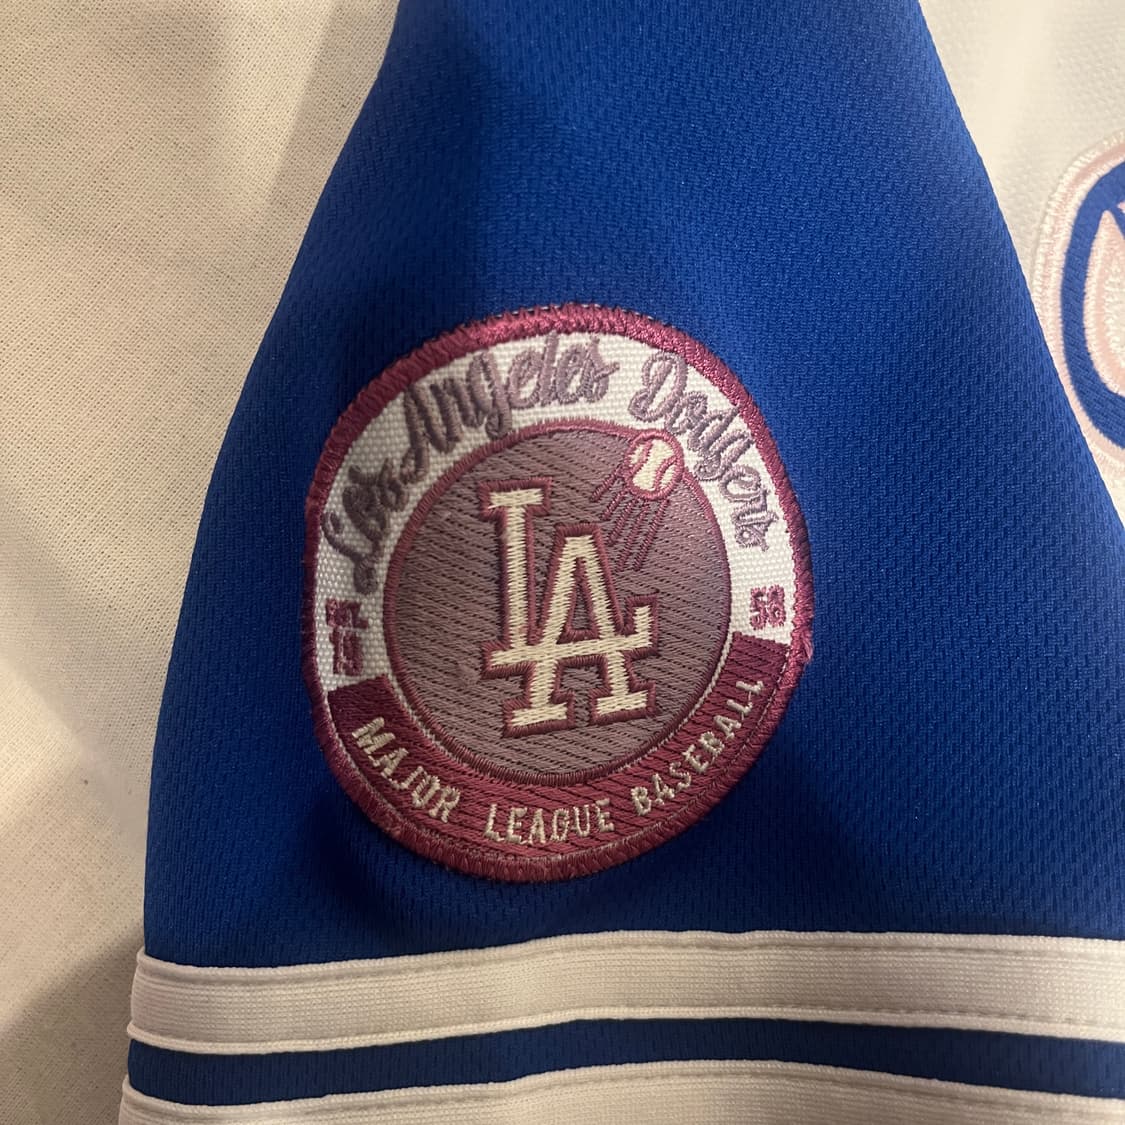 Los Angeles Dodgers
EST. 19 58
LA
MAJOR LEAGUE BASEBALL